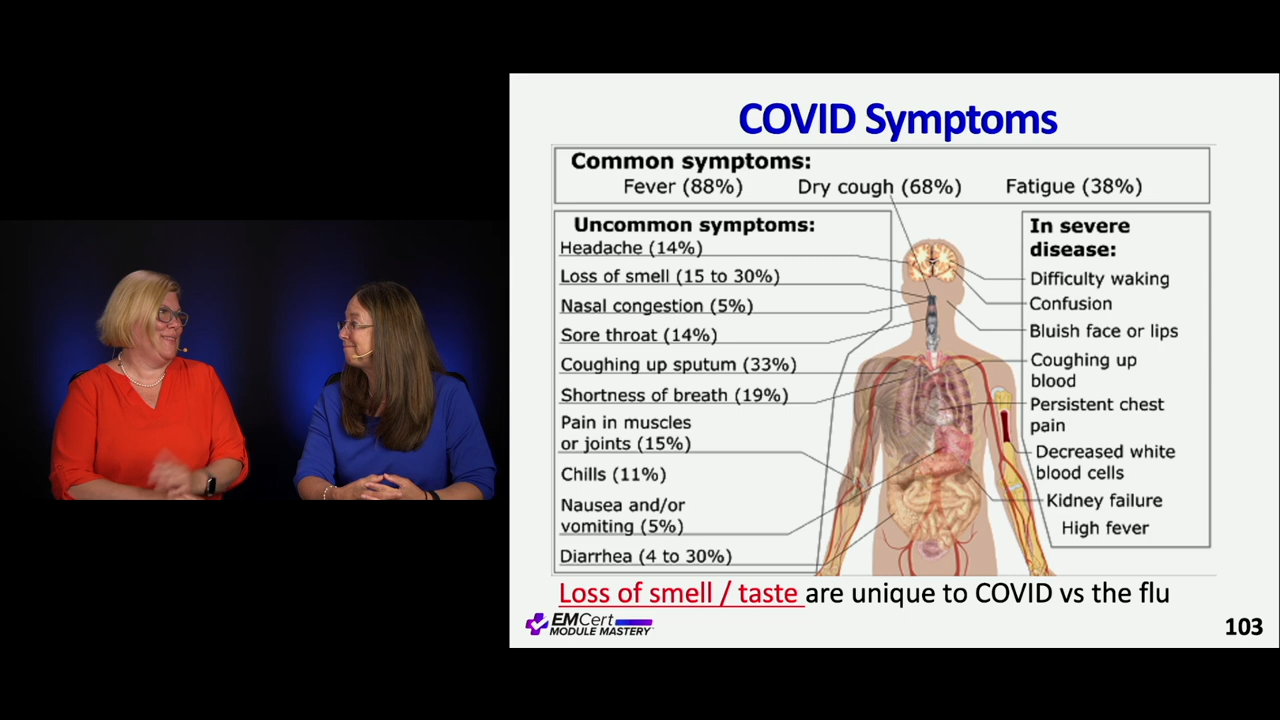 COVID Symptoms
Common symptoms:
Fever (88%) Dry cough (68%) Fatigue (38%)
Uncommon symptoms:
Headache (14%)
Loss of smell (15 to 30%)
Nasal congestion (5%)
Sore throat (14%)
Coughing up sputum (33%)
Shortness of breath (19%)
Pain in muscles
or joints (15%)
Chills (11%)
Nausea and/or
vomiting (5%)
Diarrhea (4 to 30%)
In severe
disease:
Difficulty waking
Confusion
Bluish face or lips
Coughing up
blood
Persistent chest
pain
Decreased white
blood cells
Kidney failure
High fever
Loss of smell / taste are unique to COVID vs the flu
EMCert
MODULE MASTERY
103